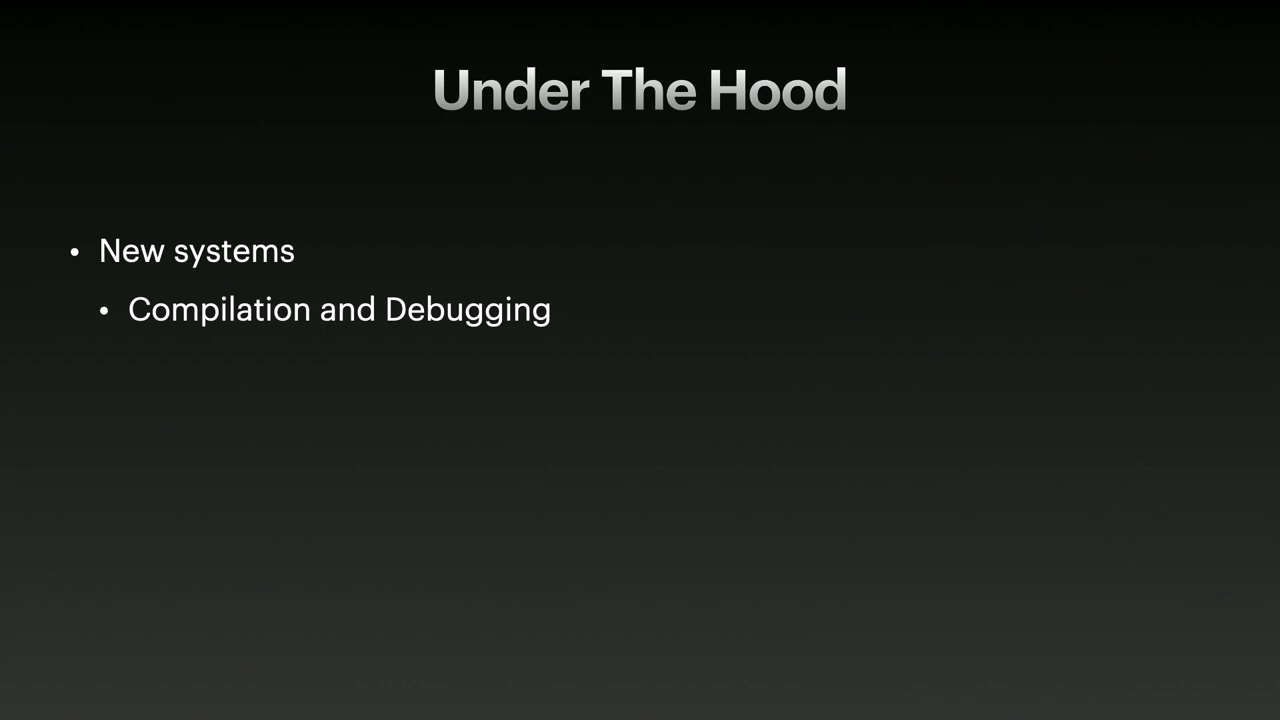 Under The Hood
• New systems
• Compilation and Debugging